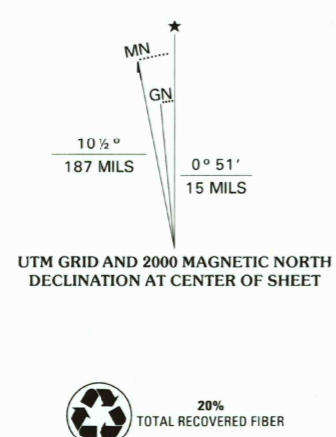 MN
GN
10 ½ º
187 MILS
0º 51′
15 MILS
UTM GRID AND 2000 MAGNETIC NORTH
DECLINATION AT CENTER OF SHEET
20%
TOTAL RECOVERED FIBER